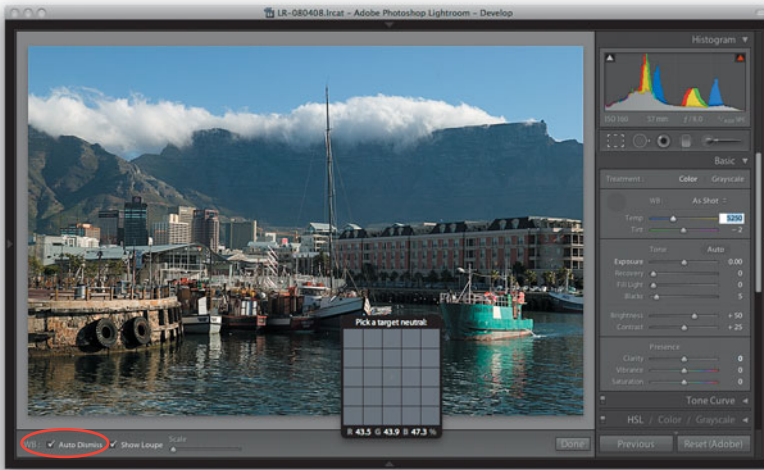 LR-080408.lrcat - Adobe Photoshop Lightroom - Develop
Histogram
ISO 100 57 mm f / 8.0
Basic
Treatment : Color Grayscale
WB: As Shot
Temp 5250
Tint - 2
Tone Auto
Exposure 0.00
Recovery 0
Fill Light 0
Blacks 5
Brightness + 50
Contrast + 25
Presence
Clarity 0
Vibrance 0
Saturation 0
Tone Curve
HSL / Color / Grayscale
Pick a target neutral:
R 43.5 G 43.9 B 47.3 %
WB : Auto Dismiss Show Loupe Scale
Done
Previous Reset (Adobe)